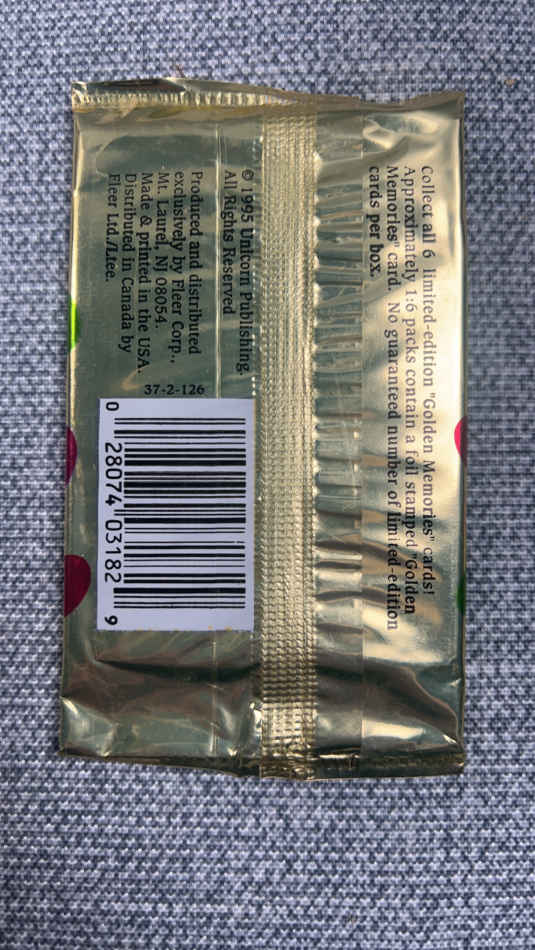 Collect all 6 limited-edition "Golden Memories" cards!
Approximately 1:6 packs contain a foil stamped "Golden
Memories" card. No guaranteed number of limited-edition
cards per box.
© 1995 Unicorn Publishing.
All Rights Reserved
Produced and distributed
exclusively by Fleer Corp.,
Mt. Laurel, NJ 08054.
Made & printed in the USA.
Distributed in Canada by
Fleer Ltd./Ltee.
37-2-126
0 28074 03182 9